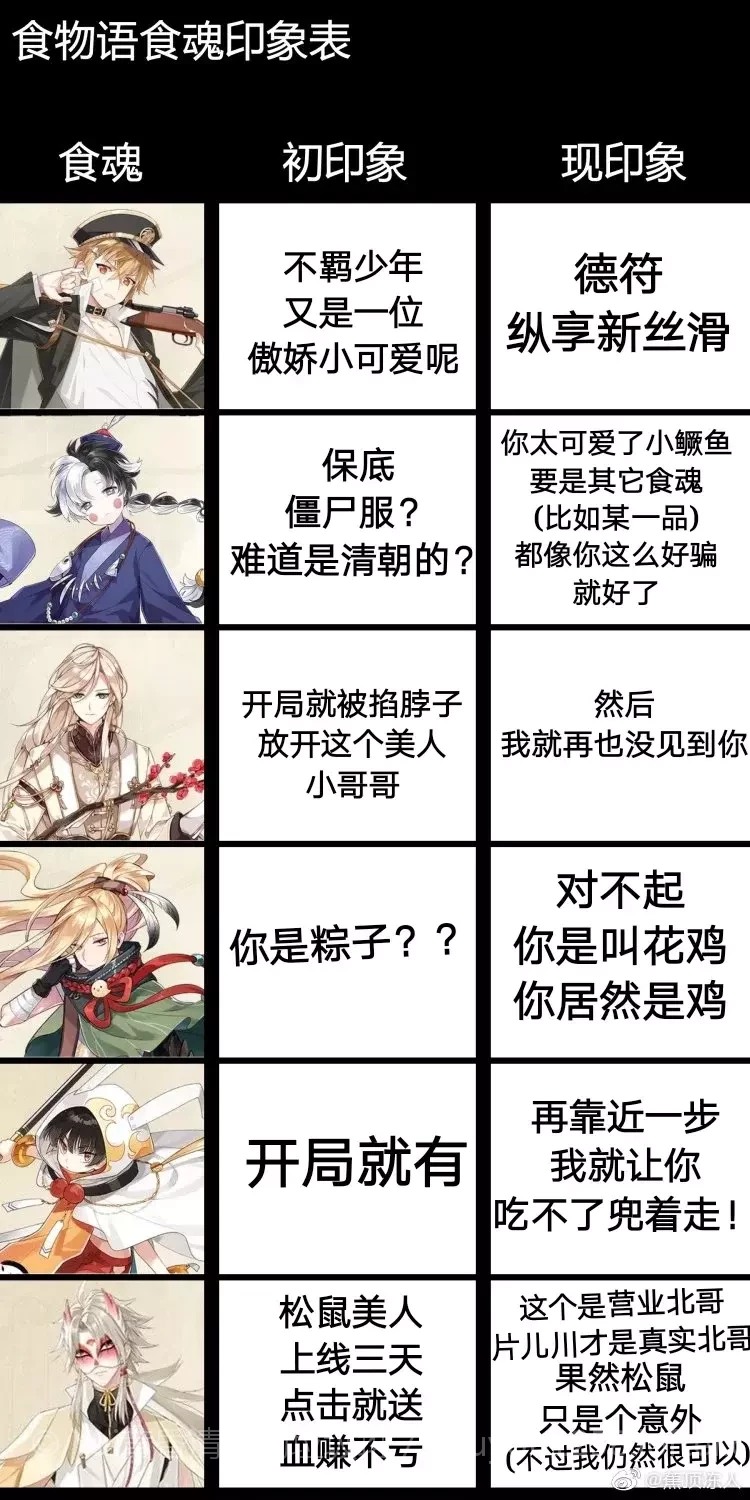 食物语食魂印象表
食魂
初印象
现印象
不羁少年
又是一位
傲娇小可爱呢
德符
纵享新丝滑
保底
僵尸服？
难道是清朝的？
你太可爱了小鳜鱼
要是其它食魂
(比如某一品)
都像你这么好骗
就好了
开局就被掐脖子
放开这个美人
小哥哥
然后
我就再也没见到你
你是粽子？？
对不起
你是叫花鸡
你居然是鸡
开局就有
再靠近一步
我就让你
吃不了兜着走！
松鼠美人
上线三天
点击就送
血赚不亏
这个是营业北哥
片儿川才是真实北哥
果然松鼠
只是个意外
(不过我仍然很可以)
@蕉顶冻人